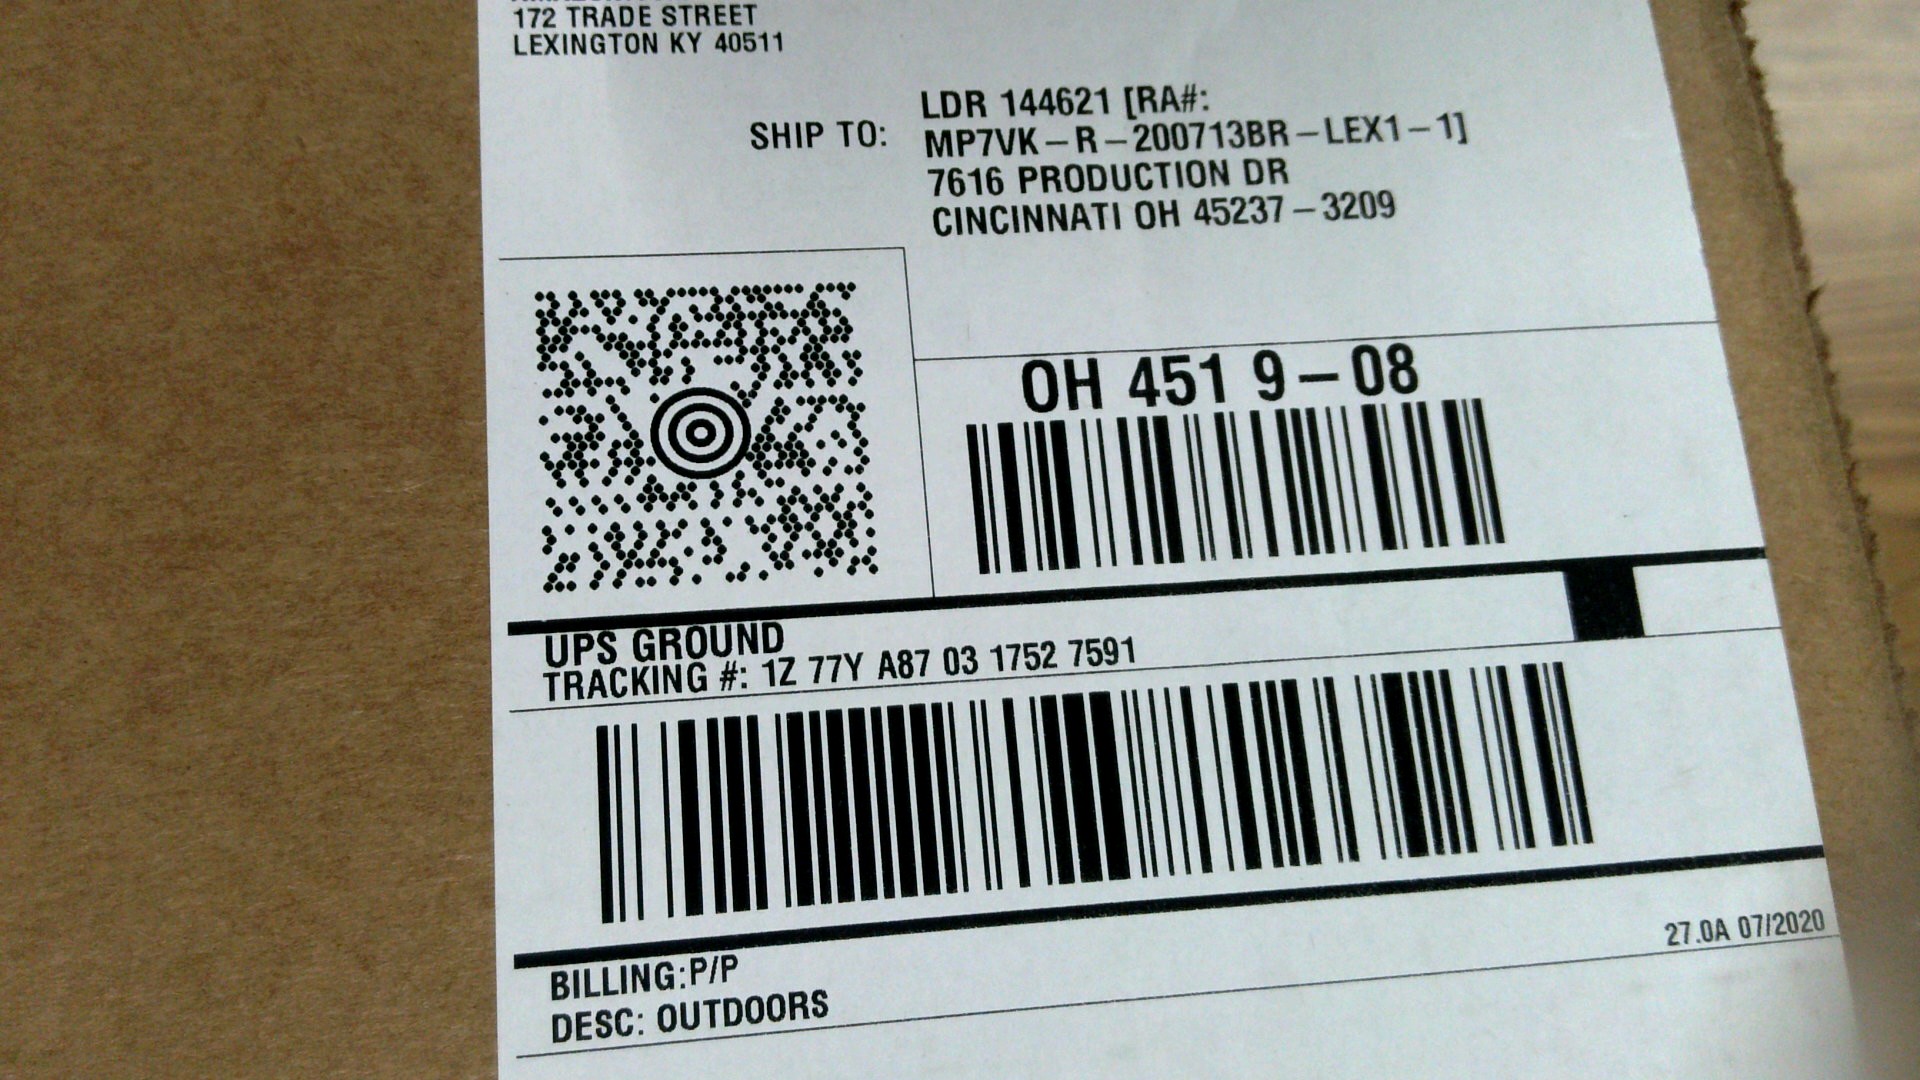 172 TRADE STREET
LEXINGTON KY 40511
LDR 144621 [RA#:
SHIP TO: MP7VK-R-200713BR-LEX1-1]
7616 PRODUCTION DR
CINCINNATI OH 45237-3209
OH 451 9-08
UPS GROUND
TRACKING #: 1Z 77Y A87 03 1752 7591
27.0A 07/2020
BILLING:P/P
DESC: OUTDOORS